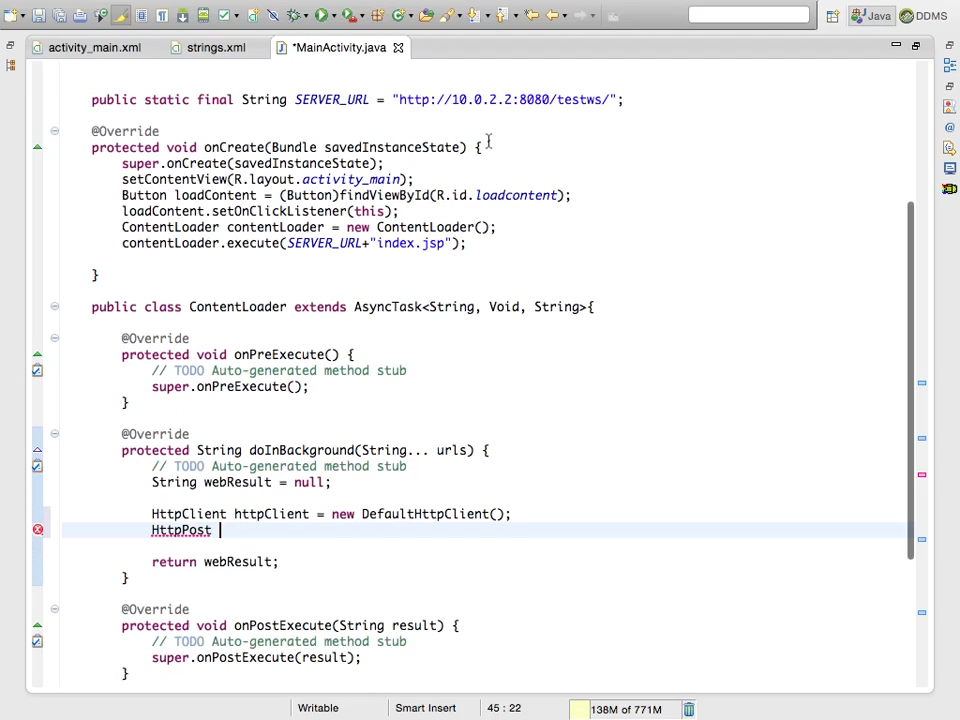 Java
DDMS
activity_main.xml
strings.xml
*MainActivity.java
public static final String SERVER_URL = "http://10.0.2.2:8080/testws/";
@Override
protected void onCreate(Bundle savedInstanceState) {
super.onCreate(savedInstanceState);
setContentView(R.layout.activity_main);
Button loadContent = (Button)findViewById(R.id.loadcontent);
loadContent.setOnClickListener(this);
ContentLoader contentLoader = new ContentLoader();
contentLoader.execute(SERVER_URL+"index.jsp");
}
public class ContentLoader extends AsyncTask<String, Void, String>{
@Override
protected void onPreExecute() {
// TODO Auto-generated method stub
super.onPreExecute();
}
@Override
protected String doInBackground(String... urls) {
// TODO Auto-generated method stub
String webResult = null;
HttpClient httpClient = new DefaultHttpClient();
HttpPost
return webResult;
}
@Override
protected void onPostExecute(String result) {
// TODO Auto-generated method stub
super.onPostExecute(result);
}
Writable
Smart Insert
45 : 22
138M of 771M